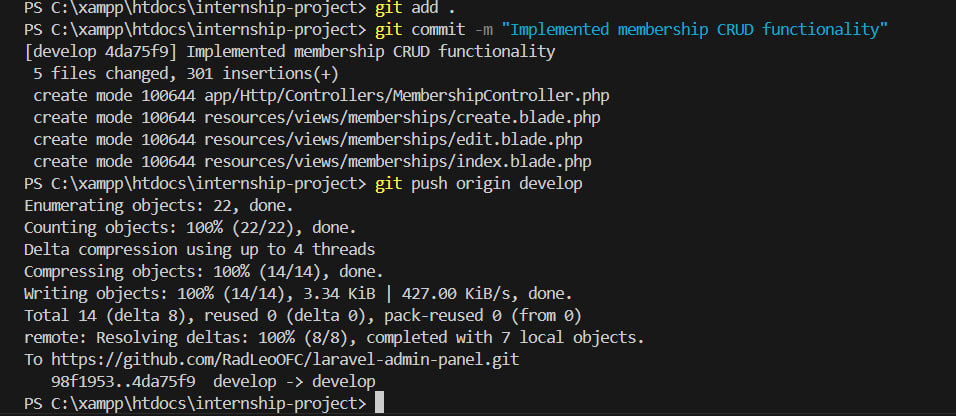 PS C:\xampp\htdocs\internship-project> git add .
PS C:\xampp\htdocs\internship-project> git commit -m "Implemented membership CRUD functionality"
[develop 4da75f9] Implemented membership CRUD functionality
 5 files changed, 301 insertions(+)
 create mode 100644 app/Http/Controllers/MembershipController.php
 create mode 100644 resources/views/memberships/create.blade.php
 create mode 100644 resources/views/memberships/edit.blade.php
 create mode 100644 resources/views/memberships/index.blade.php
PS C:\xampp\htdocs\internship-project> git push origin develop
Enumerating objects: 22, done.
Counting objects: 100% (22/22), done.
Delta compression using up to 4 threads
Compressing objects: 100% (14/14), done.
Writing objects: 100% (14/14), 3.34 KiB | 427.00 KiB/s, done.
Total 14 (delta 8), reused 0 (delta 0), pack-reused 0 (from 0)
remote: Resolving deltas: 100% (8/8), completed with 7 local objects.
To https://github.com/RadLeoOFC/laravel-admin-panel.git
   98f1953..4da75f9  develop -> develop
PS C:\xampp\htdocs\internship-project>